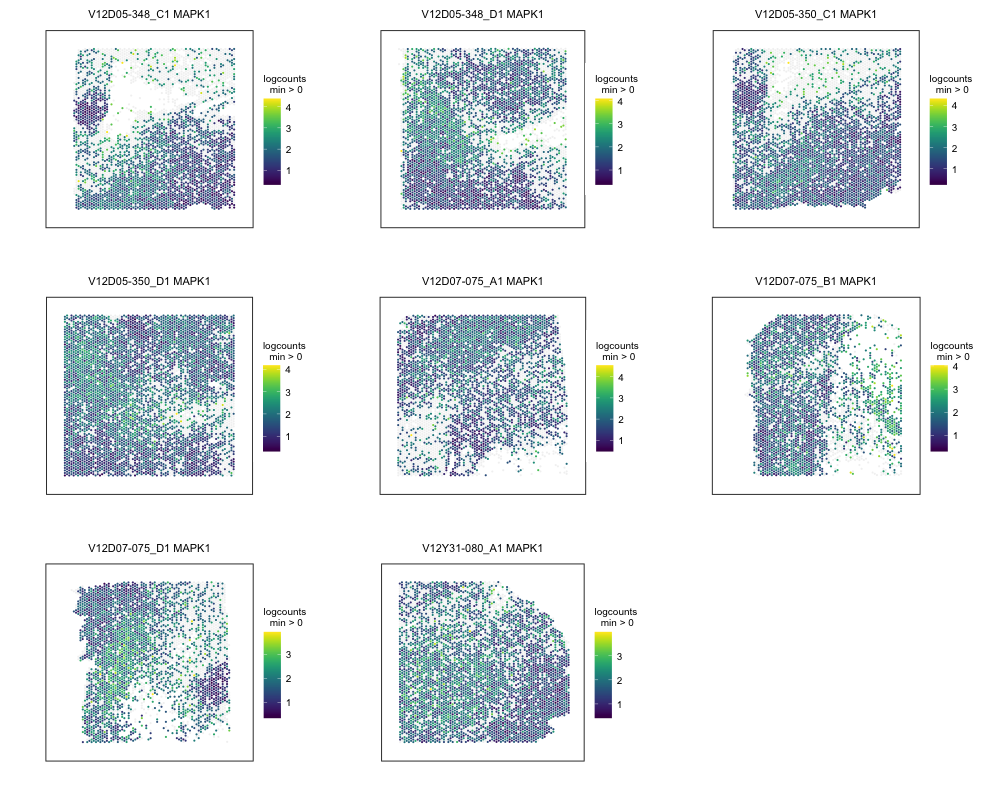 V12D05-348_C1 MAPK1
logcounts
min > 0
4
3
2
1
V12D05-348_D1 MAPK1
logcounts
min > 0
4
3
2
1
V12D05-350_C1 MAPK1
logcounts
min > 0
4
3
2
1
V12D05-350_D1 MAPK1
logcounts
min > 0
4
3
2
1
V12D07-075_A1 MAPK1
logcounts
min > 0
4
3
2
1
V12D07-075_B1 MAPK1
logcounts
min > 0
4
3
2
1
V12D07-075_D1 MAPK1
logcounts
min > 0
3
2
1
V12Y31-080_A1 MAPK1
logcounts
min > 0
3
2
1